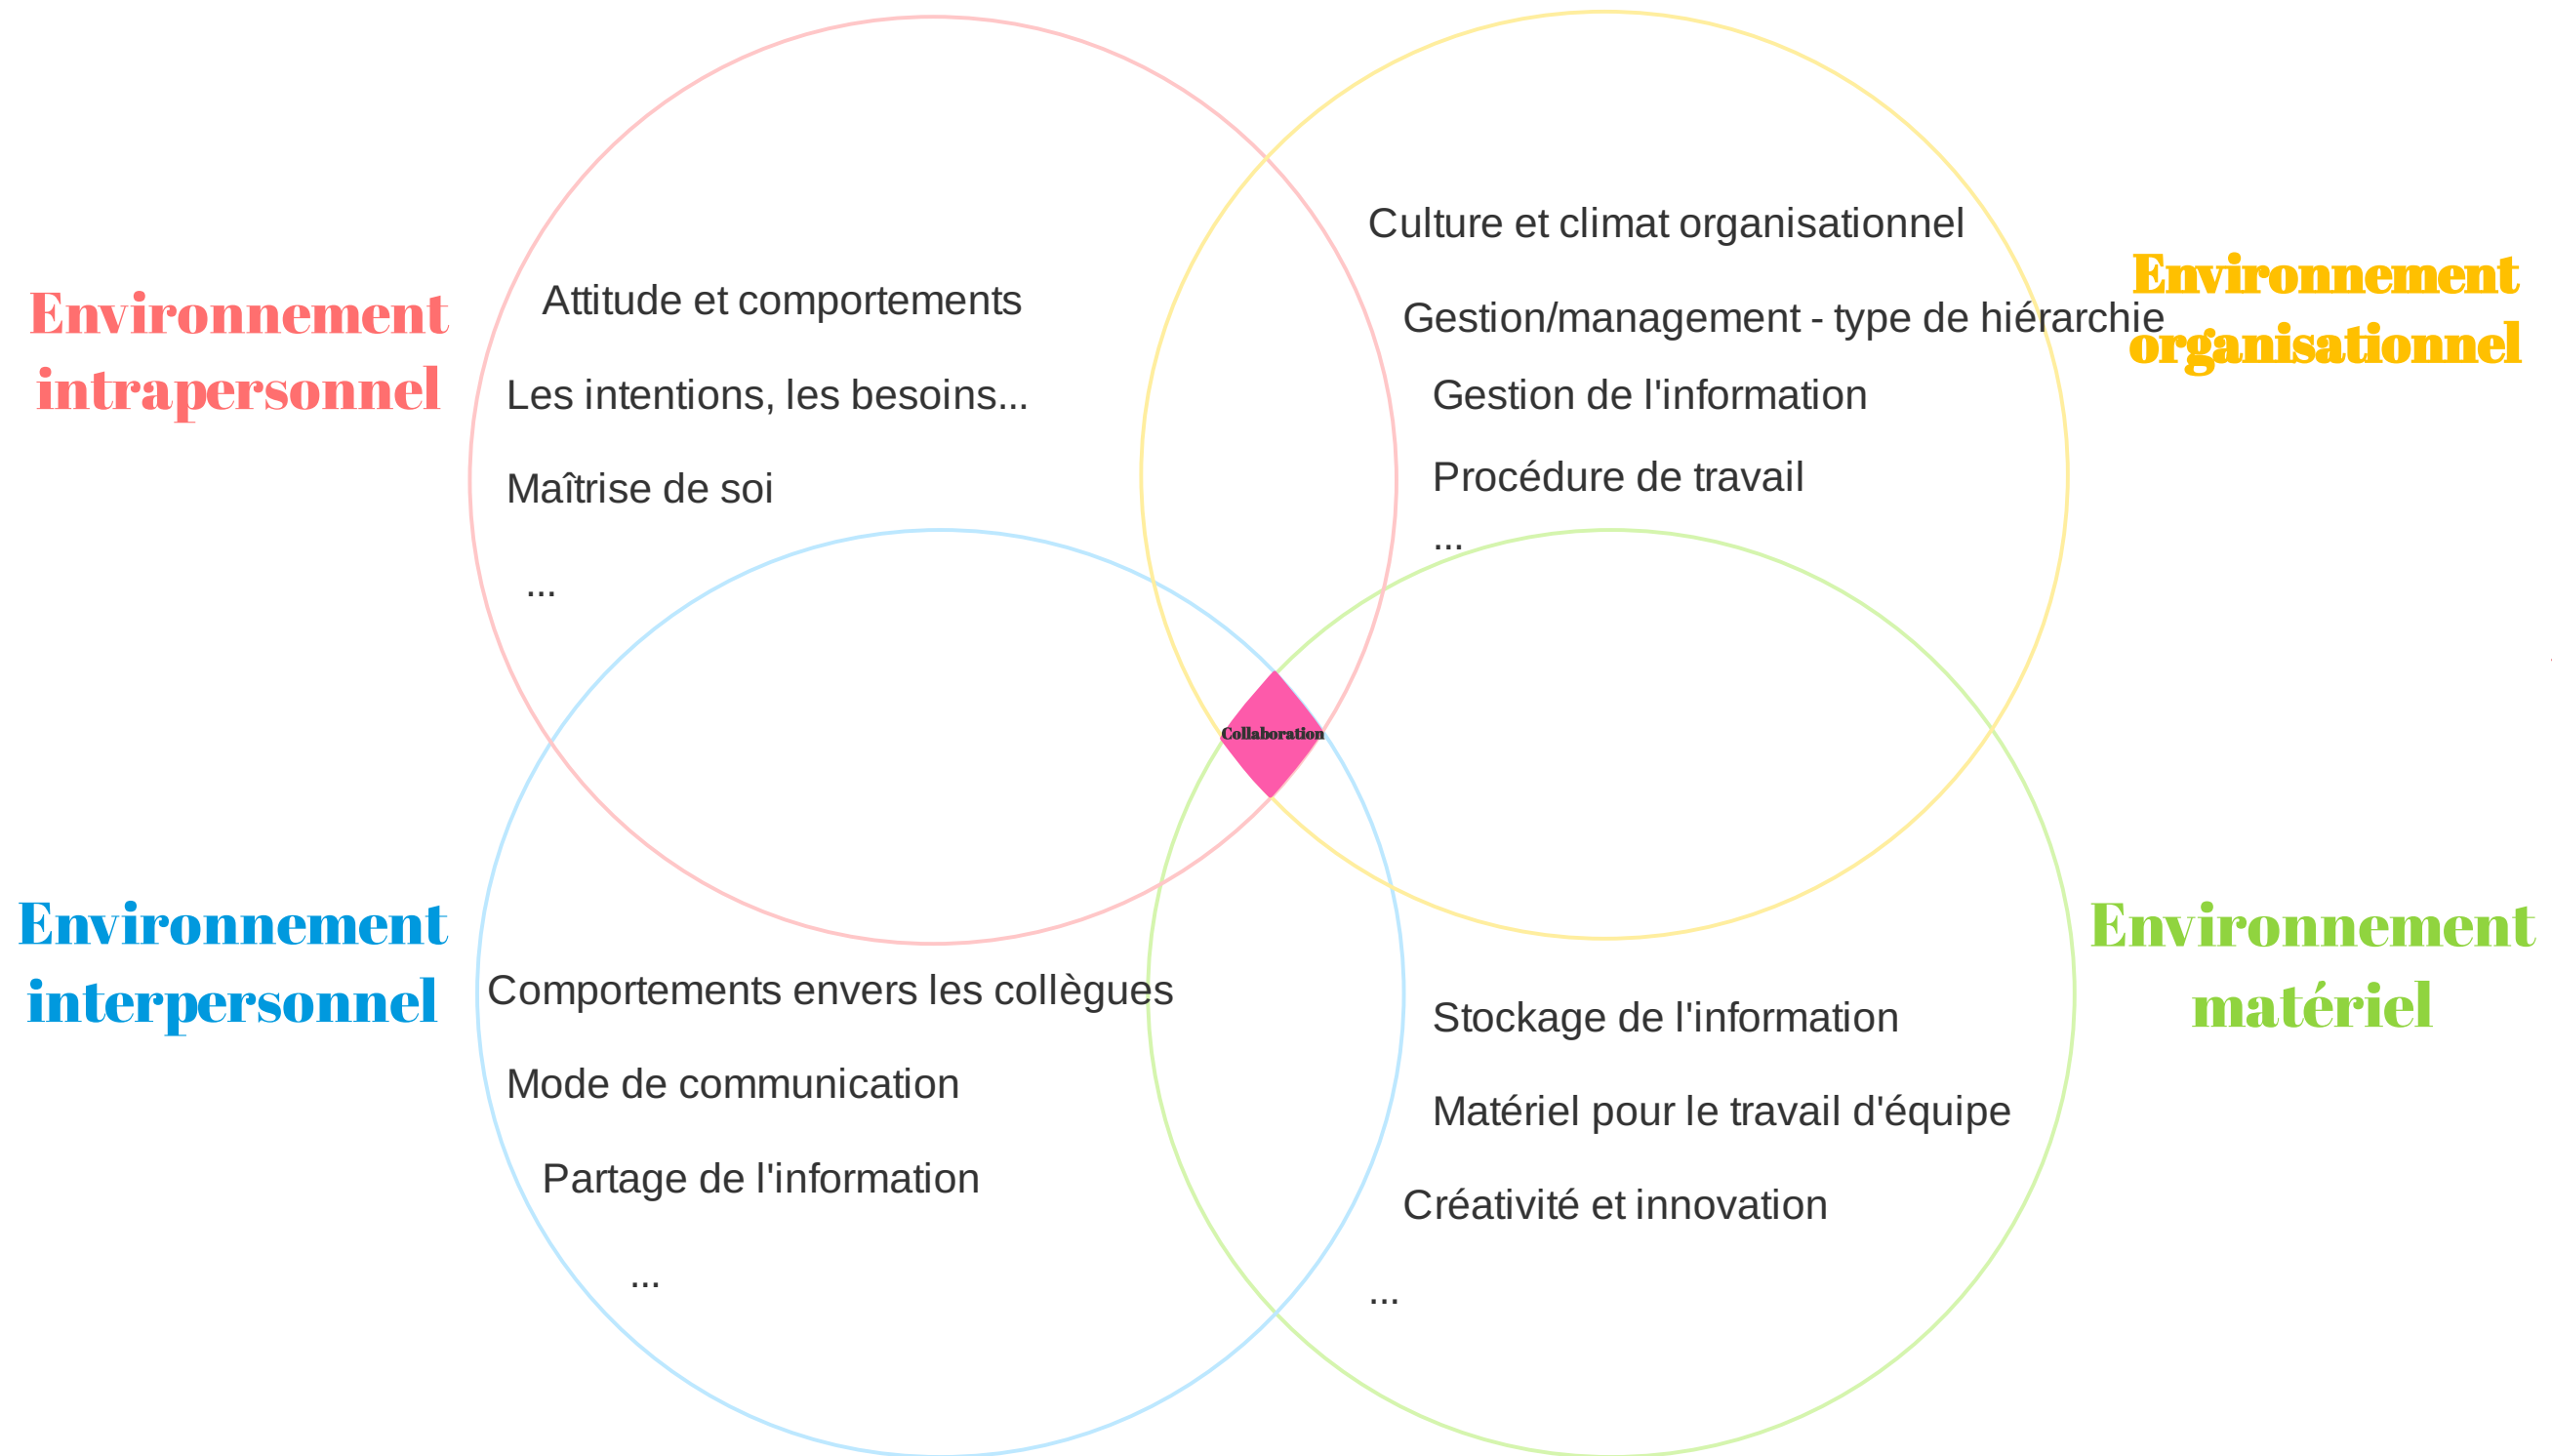 Environnement
intrapersonnel
Attitude et comportements
Les intentions, les besoins...
Maîtrise de soi
...
Culture et climat organisationnel
Gestion/management - type de hiérarchie
Gestion de l'information
Procédure de travail
...
Environnement
organisationnel
Collaboration
Environnement
interpersonnel
Comportements envers les collègues
Mode de communication
Partage de l'information
...
Stockage de l'information
Matériel pour le travail d'équipe
Créativité et innovation
...
Environnement
matériel